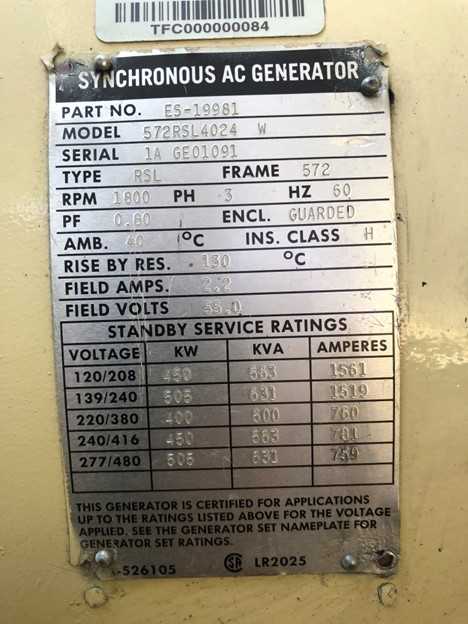 TFC000000084
SYNCHRONOUS AC GENERATOR
PART NO. ES-19981
MODEL 572RSL4024 W
SERIAL 1A GE01091
TYPE RSL FRAME 572
RPM 1800 PH 3 HZ 60
PF 0.80 ENCL. GUARDED
AMB. 40 °C INS. CLASS H
RISE BY RES. 130 °C
FIELD AMPS. 2.2
FIELD VOLTS
STANDBY SERVICE RATINGS
VOLTAGE KW KVA AMPERES
120/208 450 563 1561
139/240 505 631 1519
220/380 400 500 760
240/416 450 563 781
277/480 505 631 759
THIS GENERATOR IS CERTIFIED FOR APPLICATIONS
UP TO THE RATINGS LISTED ABOVE FOR THE VOLTAGE
APPLIED. SEE THE GENERATOR SET NAMEPLATE FOR
GENERATOR SET RATINGS.
-526105 SA LR2025